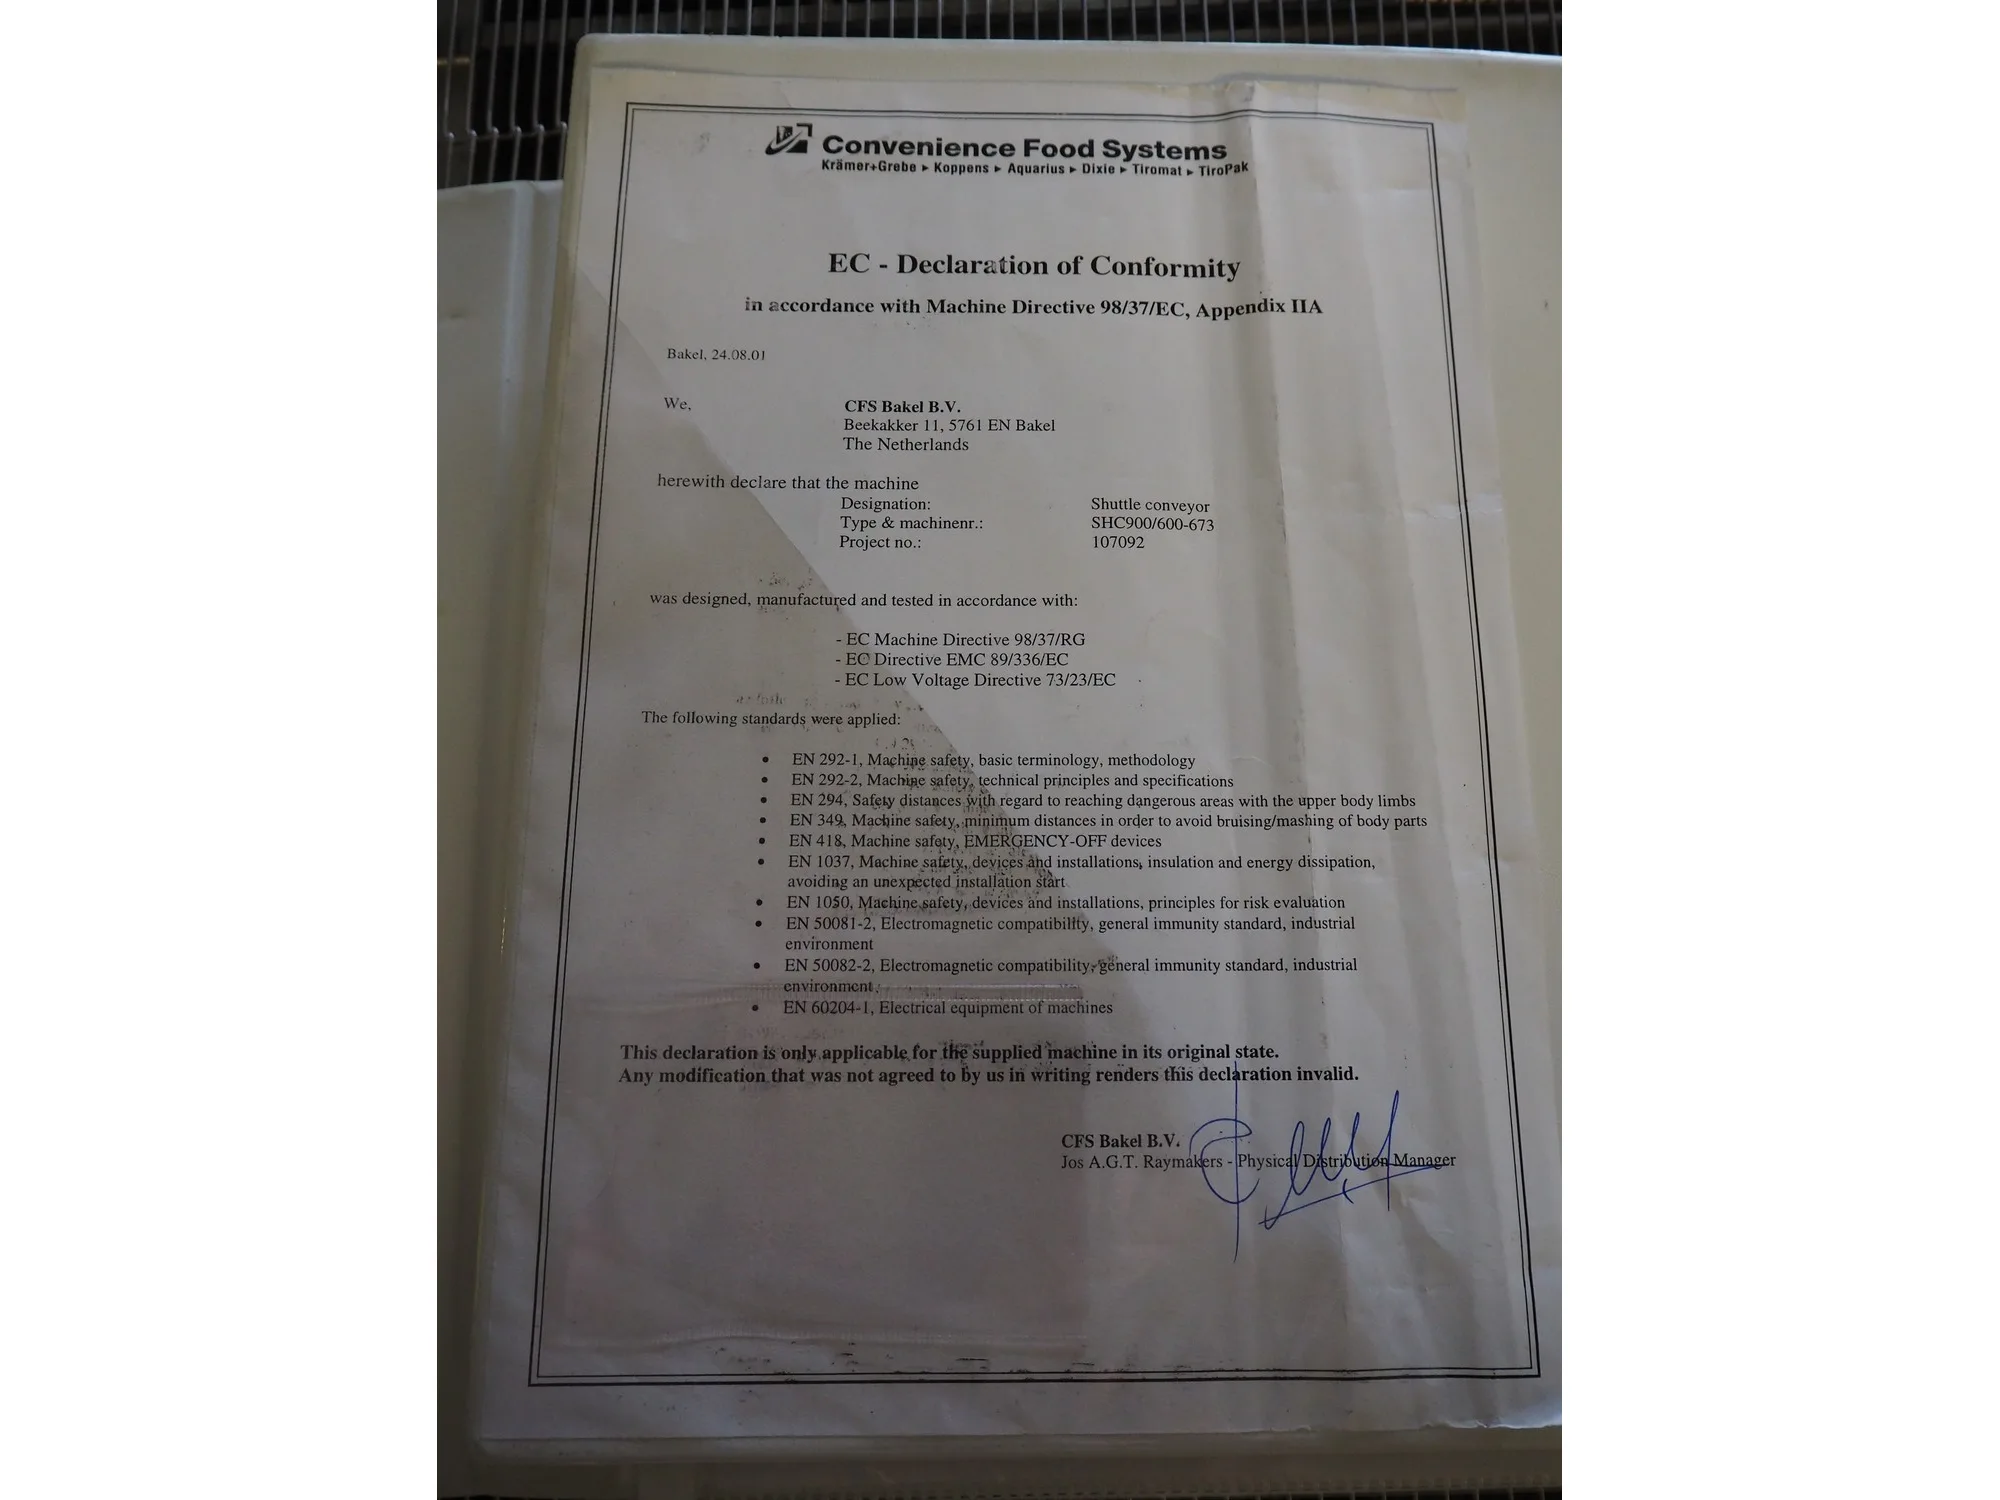 Convenience Food Systems
Krämer+Grebe ▸ Koppens ▸ Aquarius ▸ Dixie ▸ Tiromat ▸ TiroPak
EC - Declaration of Conformity
in accordance with Machine Directive 98/37/EC, Appendix IIA
Bakel, 24.08.01
We, CFS Bakel B.V.
Beekakker 11, 5761 EN Bakel
The Netherlands
herewith declare that the machine
Designation: Shuttle conveyor
Type & machinenr.: SHC900/600-673
Project no.: 107092
was designed, manufactured and tested in accordance with:
- EC Machine Directive 98/37/RG
- EC Directive EMC 89/336/EC
- EC Low Voltage Directive 73/23/EC
The following standards were applied:
• EN 292-1, Machine safety, basic terminology, methodology
• EN 292-2, Machine safety, technical principles and specifications
• EN 294, Safety distances with regard to reaching dangerous areas with the upper body limbs
• EN 349, Machine safety, minimum distances in order to avoid bruising/mashing of body parts
• EN 418, Machine safety, EMERGENCY-OFF devices
• EN 1037, Machine safety, devices and installations, insulation and energy dissipation,
avoiding an unexpected installation start
• EN 1050, Machine safety, devices and installations, principles for risk evaluation
• EN 50081-2, Electromagnetic compatibility, general immunity standard, industrial
environment
• EN 50082-2, Electromagnetic compatibility, general immunity standard, industrial
environment
• EN 60204-1, Electrical equipment of machines
This declaration is only applicable for the supplied machine in its original state.
Any modification that was not agreed to by us in writing renders this declaration invalid.
CFS Bakel B.V.
Jos A.G.T. Raymakers - Physical Distribution Manager